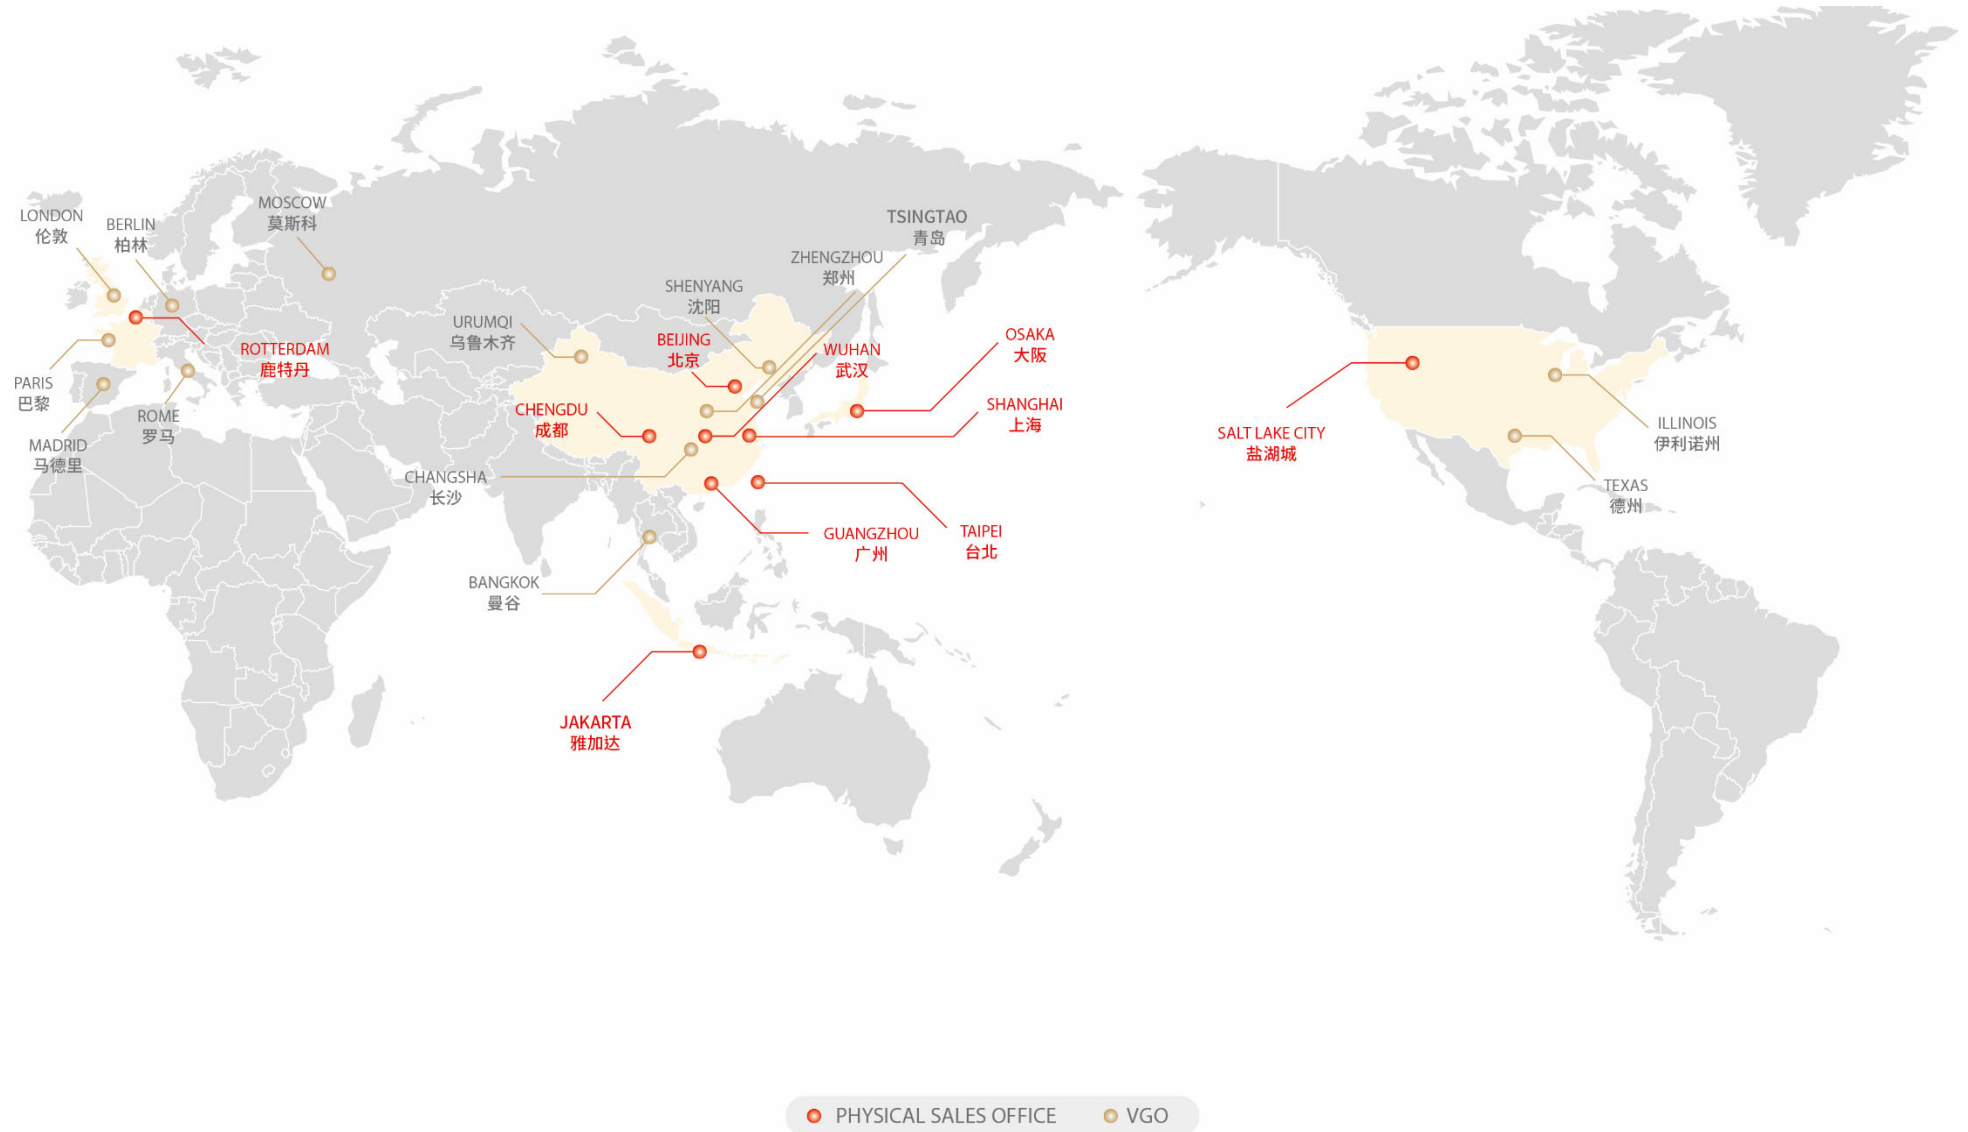 LONDON
伦敦
BERLIN
柏林
MOSCOW
莫斯科
TSINGTAO
青岛
ZHENGZHOU
郑州
SHENYANG
沈阳
URUMQI
乌鲁木齐
BEIJING
北京
WUHAN
武汉
OSAKA
大阪
ROTTERDAM
鹿特丹
PARIS
巴黎
ROME
罗马
MADRID
马德里
CHENGDU
成都
SHANGHAI
上海
SALT LAKE CITY
盐湖城
ILLINOIS
伊利诺州
CHANGSHA
长沙
TEXAS
德州
GUANGZHOU
广州
TAIPEI
台北
BANGKOK
曼谷
JAKARTA
雅加达
PHYSICAL SALES OFFICE
VGO